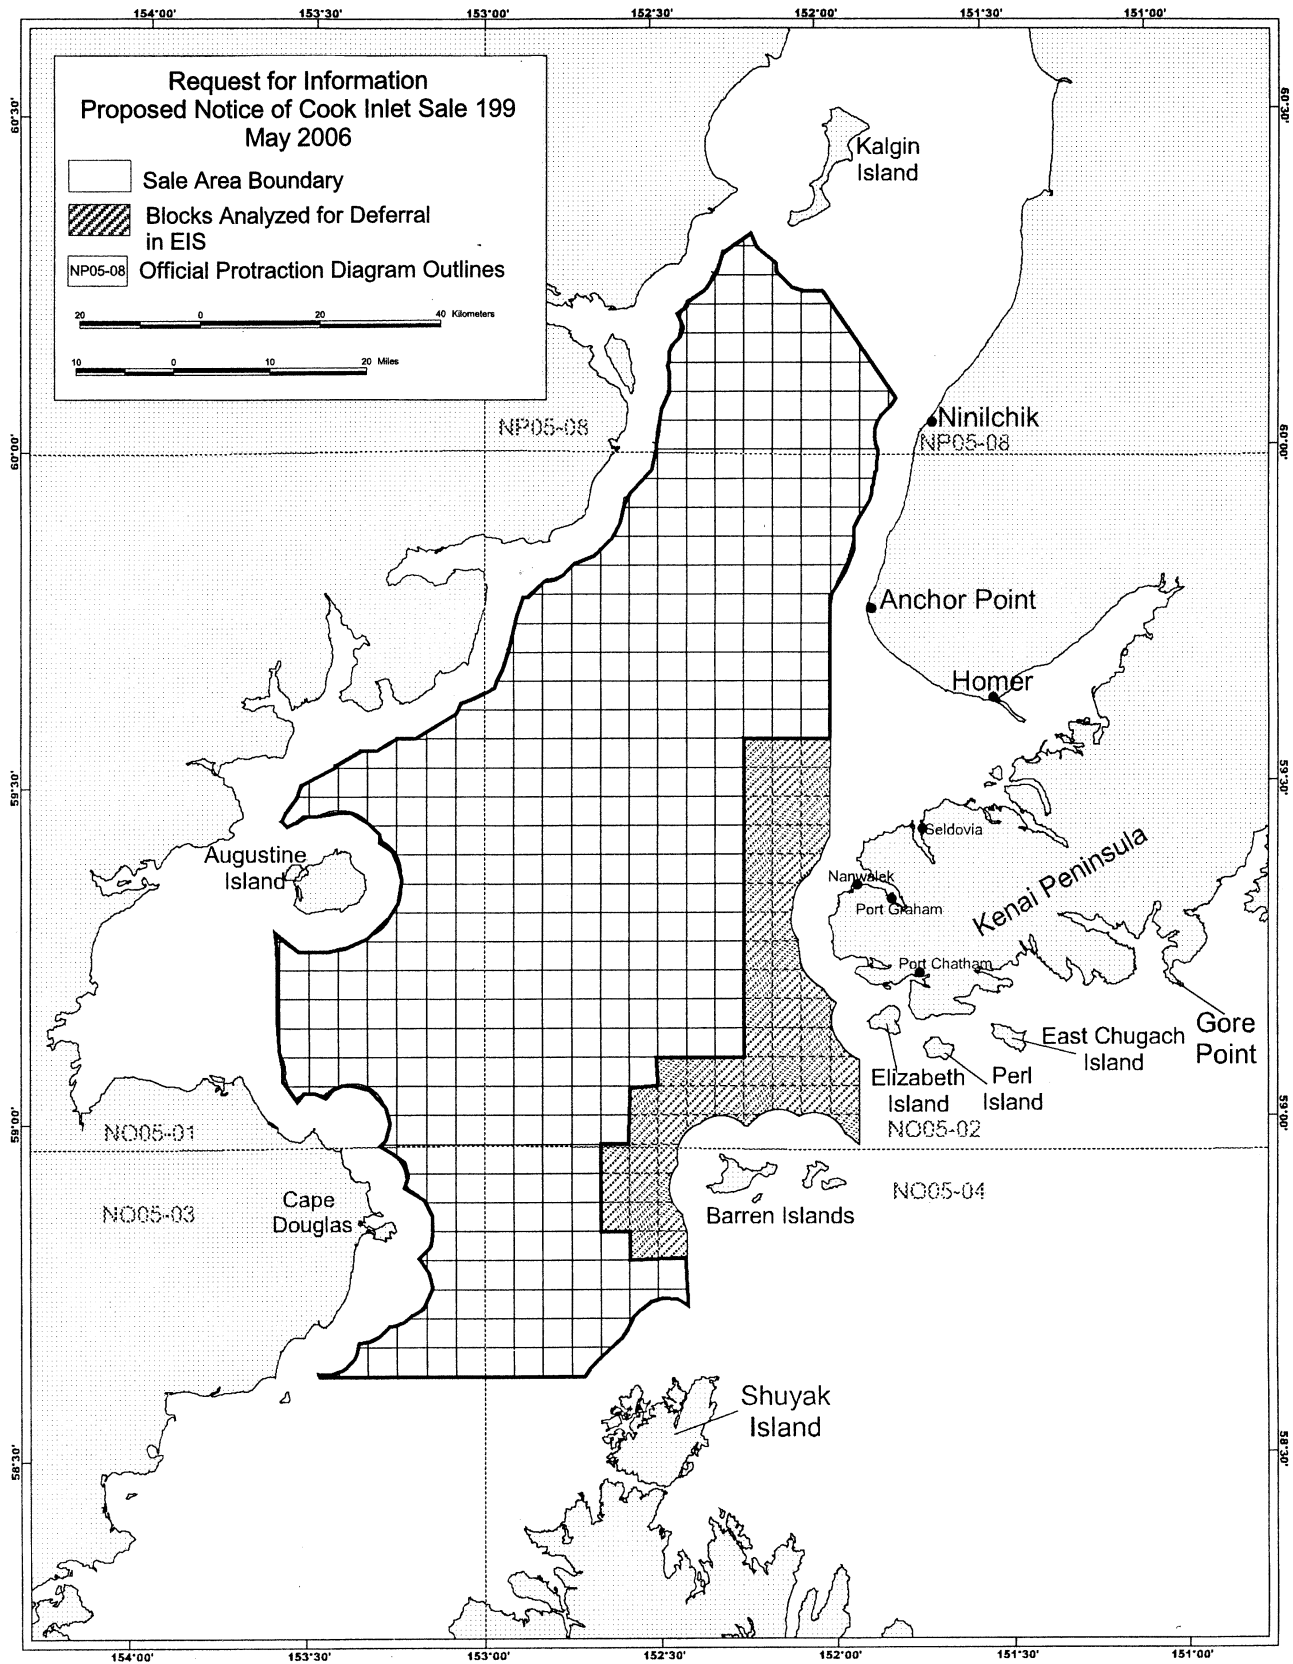 154°00' 153°30' 153°00' 152°30' 152°00' 151°30' 151°00'
Request for Information
Proposed Notice of Cook Inlet Sale 199
May 2006
Sale Area Boundary
Blocks Analyzed for Deferral
in EIS
NP05-08 Official Protraction Diagram Outlines
20 0 20 40 Kilometers
10 0 10 20 Miles
60°30' 60°30'
Kalgin
Island
NP05-08
Ninilchik
NP05-08
60°00' 60°00'
Anchor Point
Homer
59°30' 59°30'
Seldovia
Augustine
Island
Nanwalek
Port Graham
Kenai Peninsula
Port Chatham
Gore
Point
East Chugach
Island
Elizabeth
Island
Perl
Island
59°00' 59°00'
NO05-01
NO05-02
NO05-03
NO05-04
Cape
Douglas
Barren Islands
Shuyak
Island
58°30' 58°30'
154°00' 153°30' 153°00' 152°30' 152°00' 151°30' 151°00'